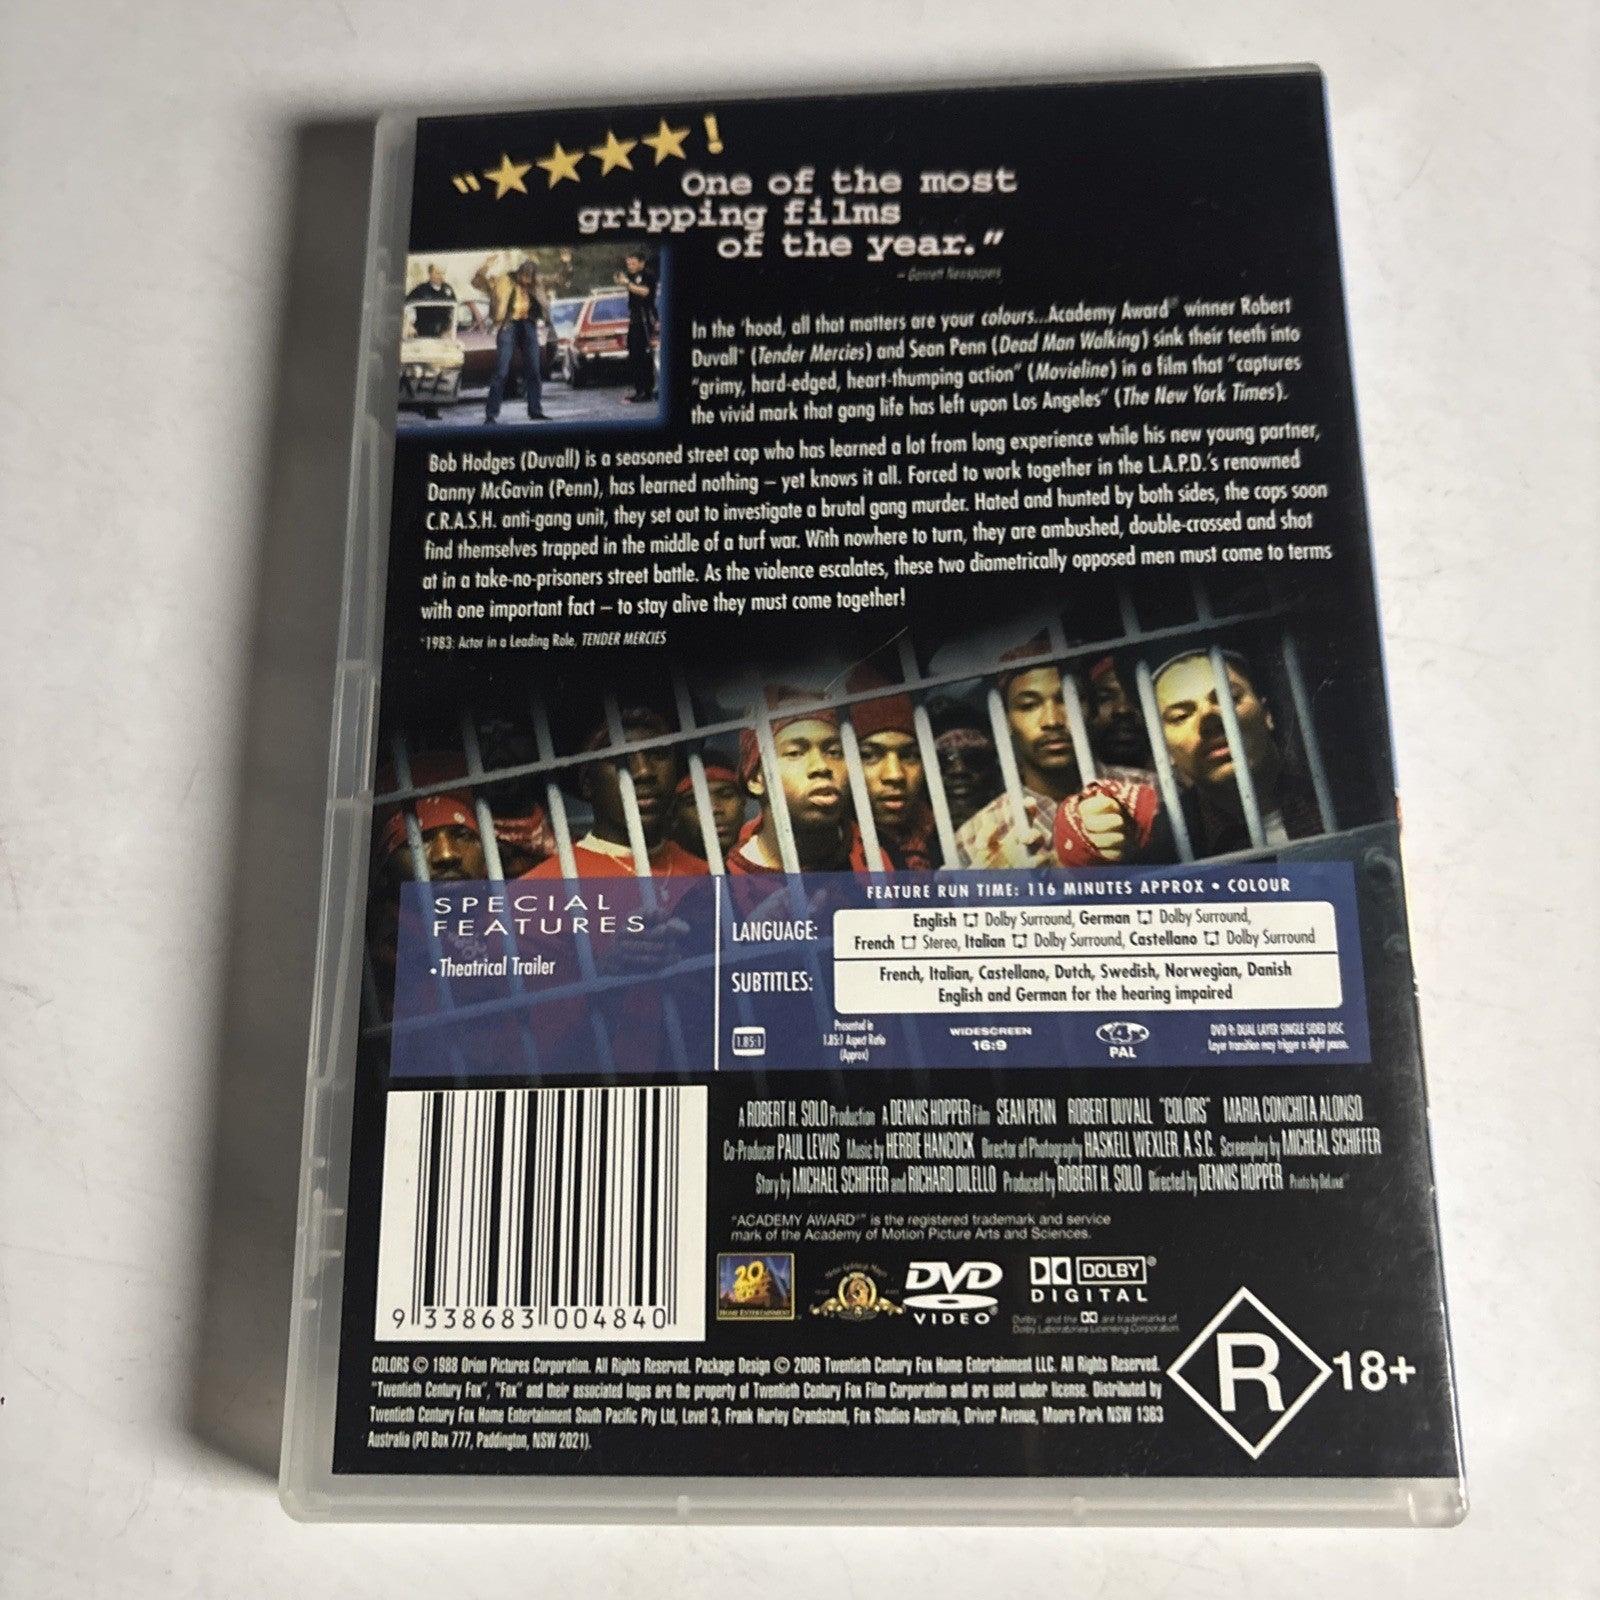 "★★★★!
One of the most
gripping films
of the year."
– Gannett Newspapers
In the 'hood, all that matters are your colours...Academy Award® winner Robert
Duvall* (Tender Mercies) and Sean Penn (Dead Man Walking) sink their teeth into
"grimy, hard-edged, heart-thumping action" (Movieline) in a film that "captures
the vivid mark that gang life has left upon Los Angeles" (The New York Times).
Bob Hodges (Duvall) is a seasoned street cop who has learned a lot from long experience while his new young partner,
Danny McGavin (Penn), has learned nothing – yet knows it all. Forced to work together in the L.A.P.D.'s renowned
C.R.A.S.H. anti-gang unit, they set out to investigate a brutal gang murder. Hated and hunted by both sides, the cops soon
find themselves trapped in the middle of a turf war. With nowhere to turn, they are ambushed, double-crossed and shot
at in a take-no-prisoners street battle. As the violence escalates, these two diametrically opposed men must come to terms
with one important fact – to stay alive they must come together!
*1983: Actor in a Leading Role, TENDER MERCIES
SPECIAL
FEATURES
• Theatrical Trailer
FEATURE RUN TIME: 116 MINUTES APPROX • COLOUR
LANGUAGE:
English Dolby Surround, German Dolby Surround,
French Stereo, Italian Dolby Surround, Castellano Dolby Surround
SUBTITLES:
French, Italian, Castellano, Dutch, Swedish, Norwegian, Danish
English and German for the hearing impaired
1.85:1
Presented in
1.85:1 Aspect Ratio
(Approx)
WIDESCREEN
16:9
4
PAL
DVD 9: DUAL LAYER SINGLE SIDED DISC
Layer transition may trigger a slight pause.
A ROBERT H. SOLO Production A DENNIS HOPPER Film SEAN PENN ROBERT DUVALL "COLORS" MARIA CONCHITA ALONSO
Co-Producer PAUL LEWIS Music by HERBIE HANCOCK Director of Photography HASKELL WEXLER, A.S.C. Screenplay by MICHEAL SCHIFFER
Story by MICHAEL SCHIFFER and RICHARD DILELLO Produced by ROBERT H. SOLO Directed by DENNIS HOPPER Prints by DeLuxe®
"ACADEMY AWARD®" is the registered trademark and service
mark of the Academy of Motion Picture Arts and Sciences.
20
HOME ENTERTAINMENT
DVD
VIDEO
DOLBY®
DIGITAL
Dolby and the are trademarks of
Dolby Laboratories Licensing Corporation.
9 338683 004840
COLORS © 1988 Orion Pictures Corporation. All Rights Reserved. Package Design © 2006 Twentieth Century Fox Home Entertainment LLC. All Rights Reserved.
"Twentieth Century Fox", "Fox" and their associated logos are the property of Twentieth Century Fox Film Corporation and are used under license. Distributed by
Twentieth Century Fox Home Entertainment South Pacific Pty Ltd, Level 3, Frank Hurley Grandstand, Fox Studios Australia, Driver Avenue, Moore Park NSW 1363
Australia (PO Box 777, Paddington, NSW 2021).
R 18+